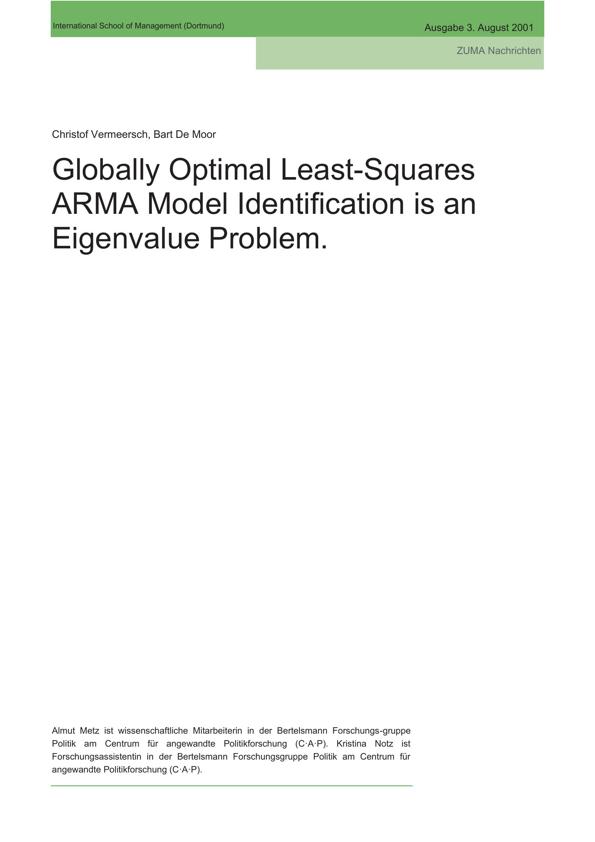 International School of Management (Dortmund)
Ausgabe 3. August 2001
ZUMA Nachrichten
Christof Vermeersch, Bart De Moor
Globally Optimal Least-Squares
ARMA Model Identification is an
Eigenvalue Problem.
Almut Metz ist wissenschaftliche Mitarbeiterin in der Bertelsmann Forschungs-gruppe
Politik am Centrum für angewandte Politikforschung (C·A·P). Kristina Notz ist
Forschungsassistentin in der Bertelsmann Forschungsgruppe Politik am Centrum für
angewandte Politikforschung (C·A·P).